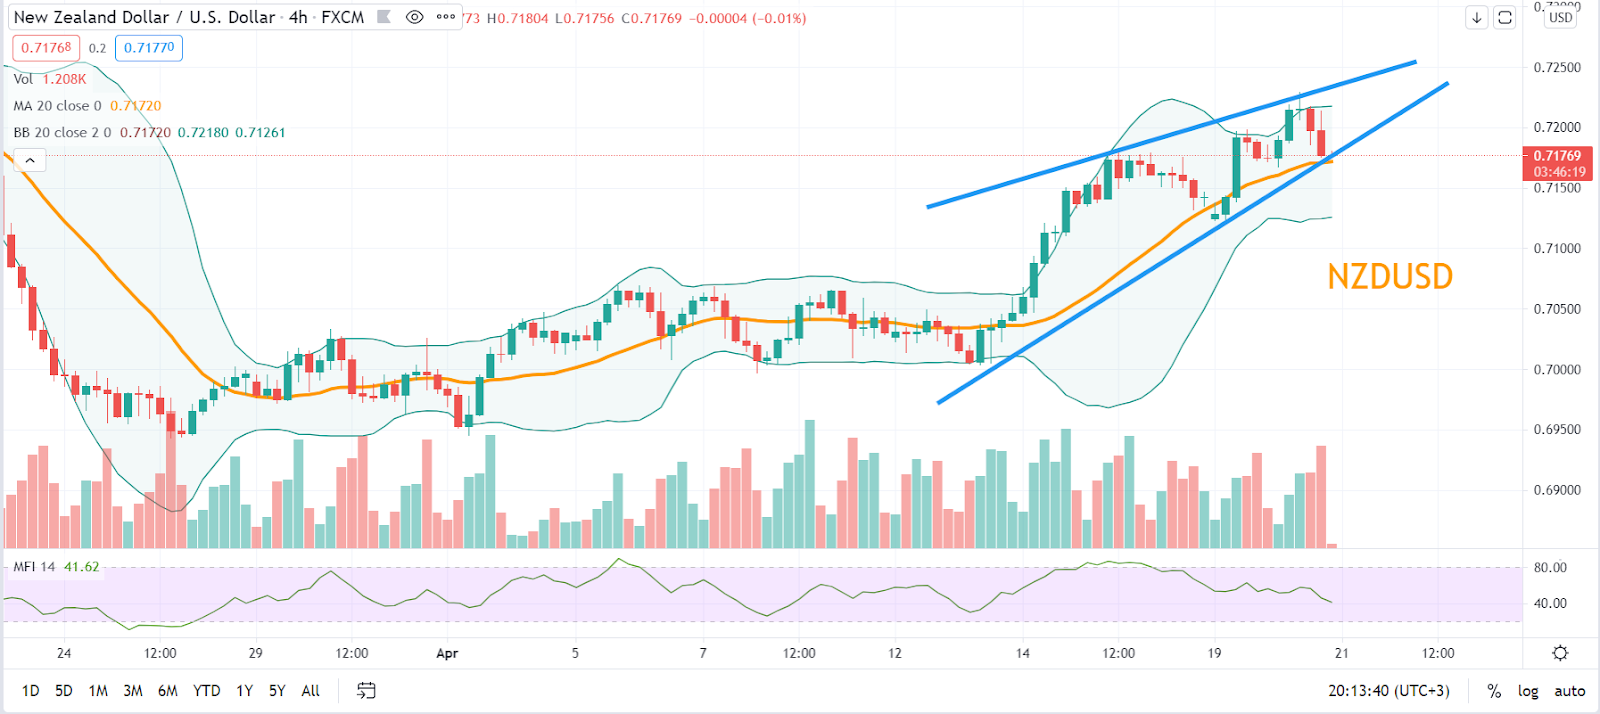 New Zealand Dollar / U.S. Dollar · 4h · FXCM 773 H0.71804 L0.71756 C0.71769 −0.00004 (−0.01%)
0.71768 0.2 0.71770
Vol 1.208K
MA 20 close 0 0.71720
BB 20 close 2 0 0.71720 0.72180 0.71261
USD
0.72500
0.72000
0.71769
03:46:19
0.71500
0.71000
NZDUSD
0.70500
0.70000
0.69500
0.69000
MFI 14 41.62
80.00
40.00
24 12:00 29 12:00 Apr 5 7 12:00 12 14 12:00 19 21 12:00
1D 5D 1M 3M 6M YTD 1Y 5Y All 20:13:40 (UTC+3) % log auto